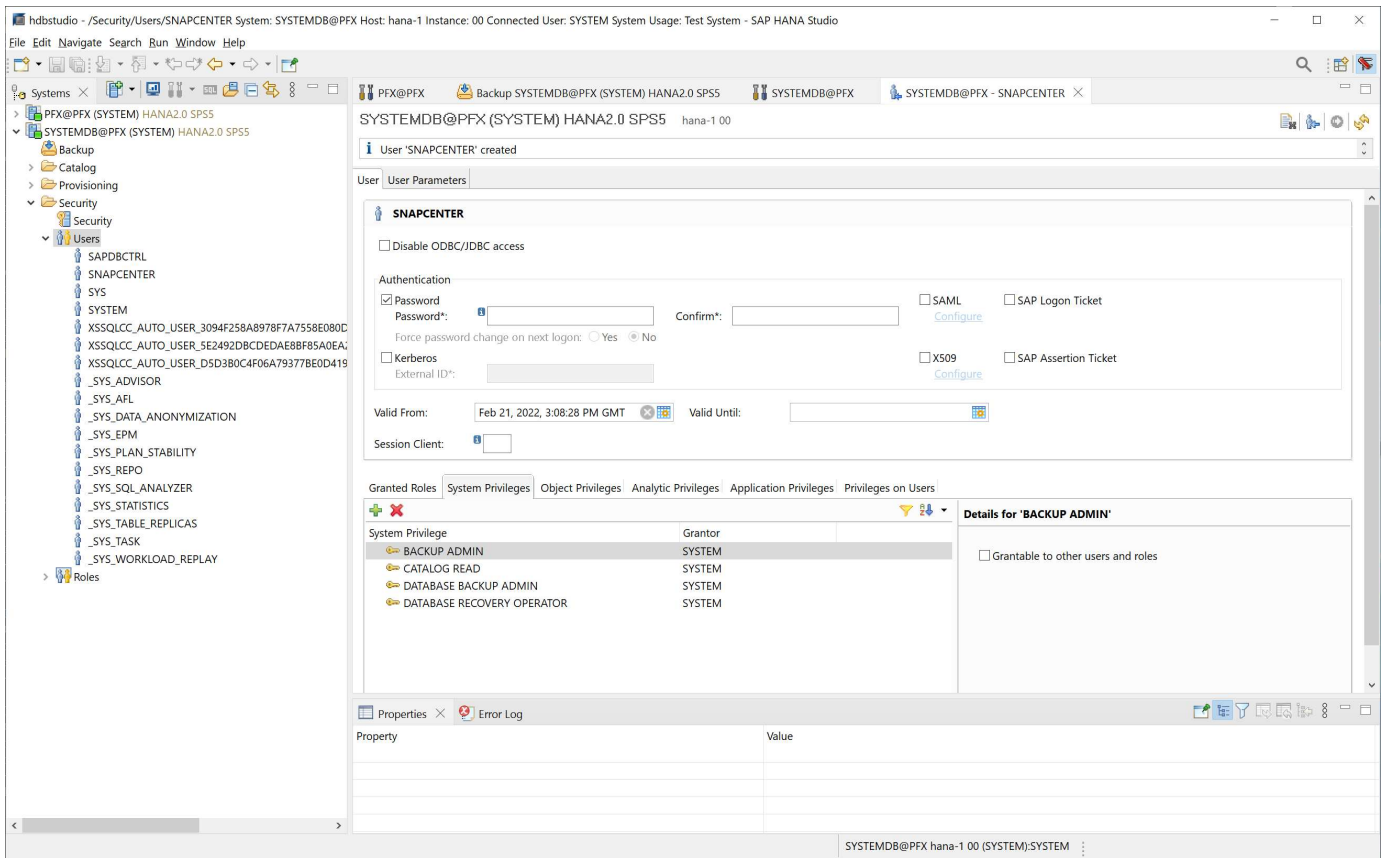 hdbstudio - /Security/Users/SNAPCENTER System: SYSTEMDB@PFX Host: hana-1 Instance: 00 Connected User: SYSTEM System Usage: Test System - SAP HANA Studio
File Edit Navigate Search Run Window Help
Systems
PFX@PFX
Backup SYSTEMDB@PFX (SYSTEM) HANA2.0 SPS5
SYSTEMDB@PFX
SYSTEMDB@PFX - SNAPCENTER
PFX@PFX (SYSTEM) HANA2.0 SPS5
SYSTEMDB@PFX (SYSTEM) HANA2.0 SPS5
Backup
Catalog
Provisioning
Security
Security
Users
SAPDBCTRL
SNAPCENTER
SYS
SYSTEM
XSSQLCC_AUTO_USER_3094F258A8978F7A7558E080D
XSSQLCC_AUTO_USER_5E2492DBCDEDAE8BF85A0EA
XSSQLCC_AUTO_USER_D5D3B0C4F06A79377BE0D419
_SYS_ADVISOR
_SYS_AFL
_SYS_DATA_ANONYMIZATION
_SYS_EPM
_SYS_PLAN_STABILITY
_SYS_REPO
_SYS_SQL_ANALYZER
_SYS_STATISTICS
_SYS_TABLE_REPLICAS
_SYS_TASK
_SYS_WORKLOAD_REPLAY
Roles
SYSTEMDB@PFX (SYSTEM) HANA2.0 SPS5 hana-1 00
User 'SNAPCENTER' created
User User Parameters
SNAPCENTER
Disable ODBC/JDBC access
Authentication
Password
Password*:
Confirm*:
SAML
Configure
SAP Logon Ticket
Force password change on next logon: Yes No
Kerberos
External ID*:
X509
Configure
SAP Assertion Ticket
Valid From: Feb 21, 2022, 3:08:28 PM GMT Valid Until:
Session Client:
Granted Roles System Privileges Object Privileges Analytic Privileges Application Privileges Privileges on Users
System Privilege Grantor
BACKUP ADMIN SYSTEM
CATALOG READ SYSTEM
DATABASE BACKUP ADMIN SYSTEM
DATABASE RECOVERY OPERATOR SYSTEM
Details for 'BACKUP ADMIN'
Grantable to other users and roles
Properties Error Log
Property Value
SYSTEMDB@PFX hana-1 00 (SYSTEM):SYSTEM